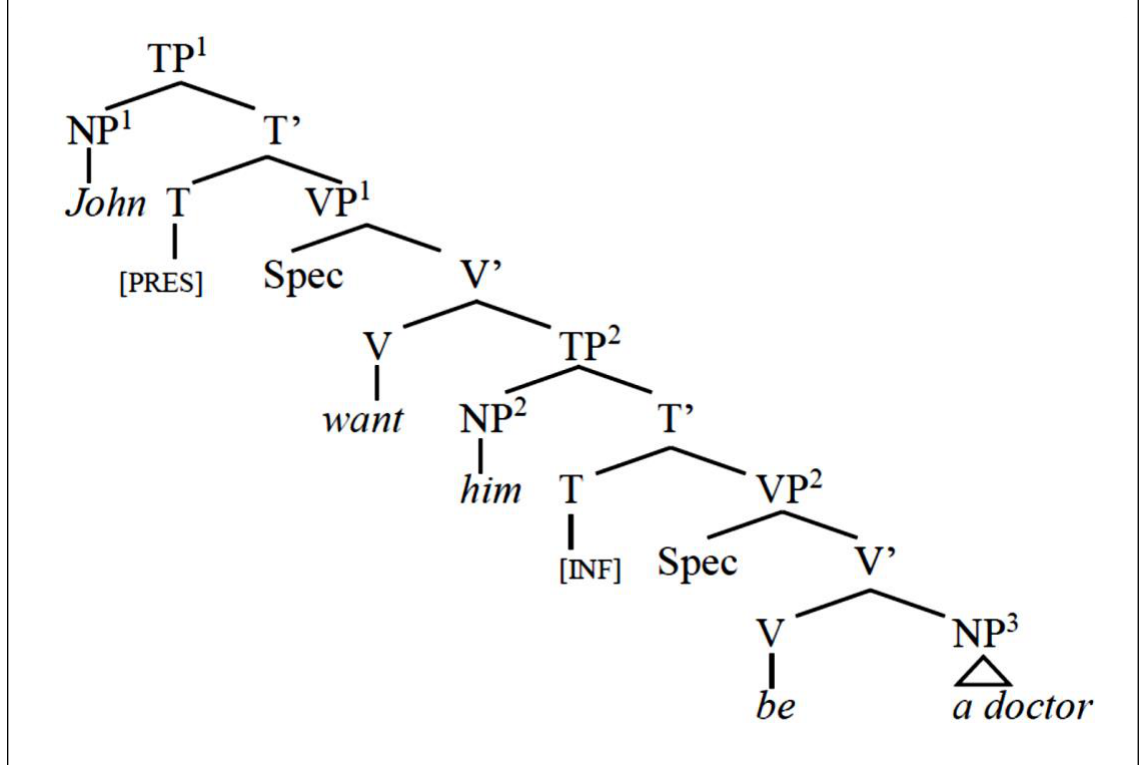 TP¹
NP¹ T’
John T VP¹
[PRES] Spec V’
V TP²
want NP² T’
him T VP²
[INF] Spec V’
V NP³
be a doctor